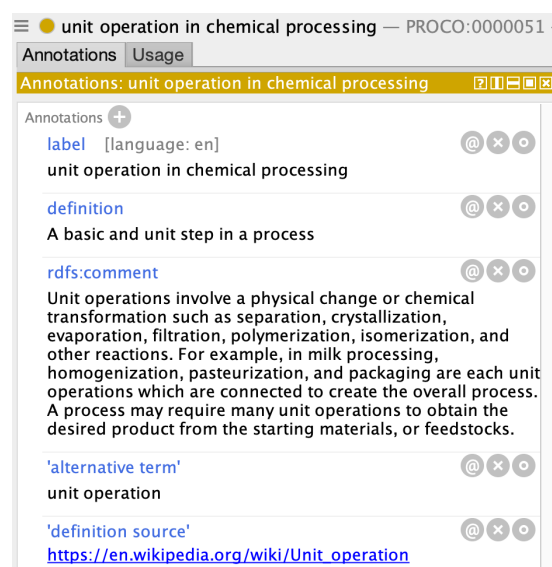 unit operation in chemical processing — PROCO:0000051
Annotations Usage
Annotations: unit operation in chemical processing
Annotations
label [language: en]
unit operation in chemical processing
definition
A basic and unit step in a process
rdfs:comment
Unit operations involve a physical change or chemical
transformation such as separation, crystallization,
evaporation, filtration, polymerization, isomerization, and
other reactions. For example, in milk processing,
homogenization, pasteurization, and packaging are each unit
operations which are connected to create the overall process.
A process may require many unit operations to obtain the
desired product from the starting materials, or feedstocks.
'alternative term'
unit operation
'definition source'
https://en.wikipedia.org/wiki/Unit_operation